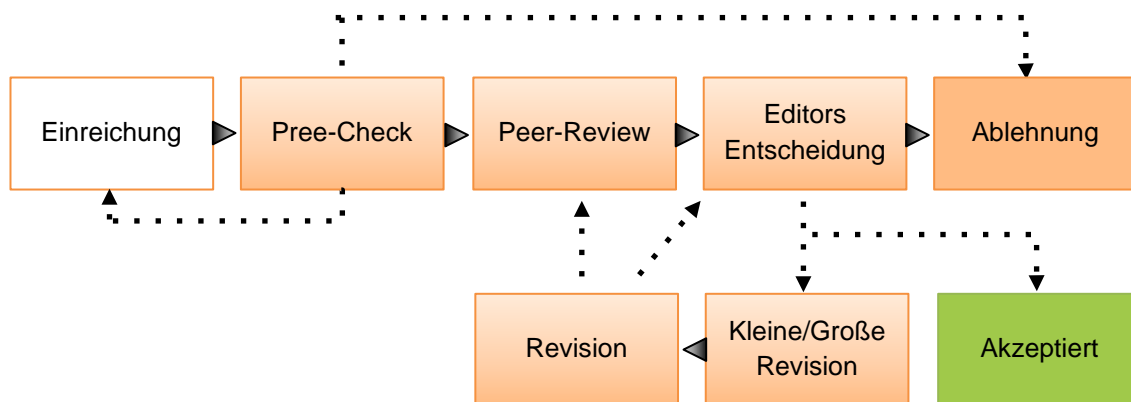 Einreichung
Pree-Check
Peer-Review
Editors
Entscheidung
Ablehnung
Revision
Kleine/Große
Revision
Akzeptiert